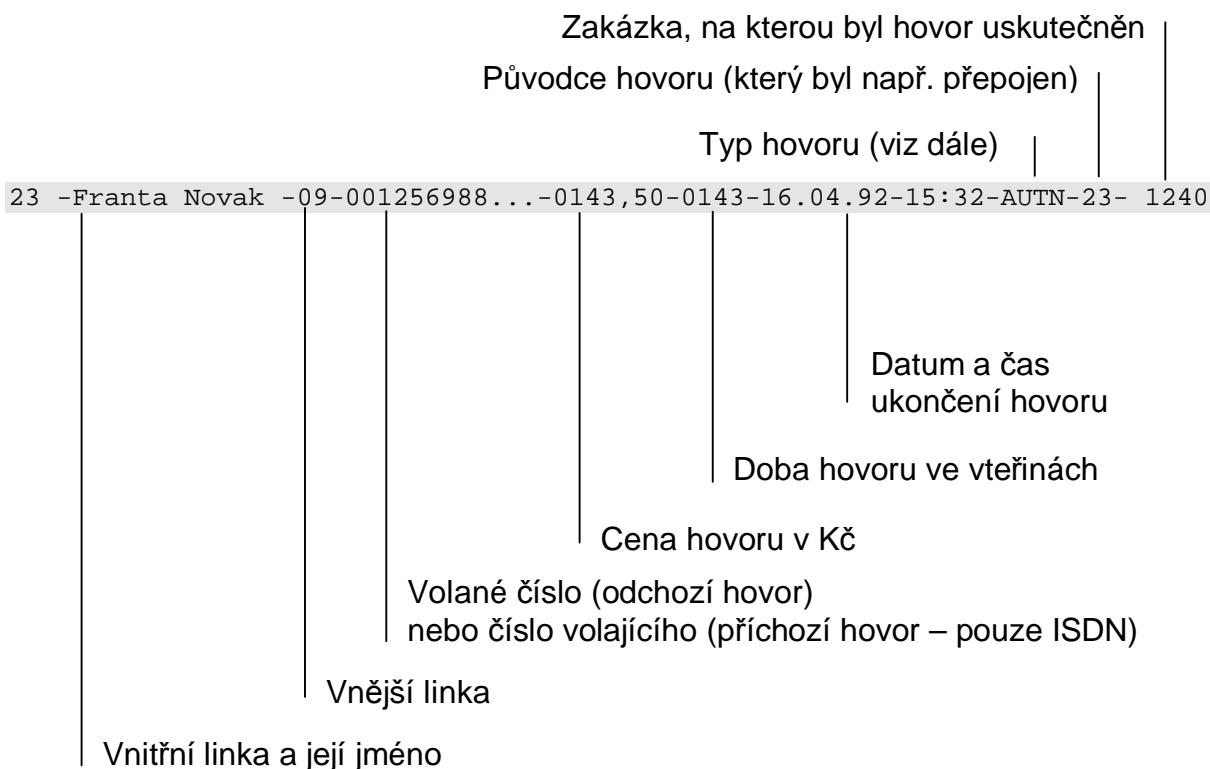 Zakázka, na kterou byl hovor uskutečněn
Původce hovoru (který byl např. přepojen)
Typ hovoru (viz dále)
23 -Franta Novak -09-001256988...-0143,50-0143-16.04.92-15:32-AUTN-23- 1240
Datum a čas
ukončení hovoru
Doba hovoru ve vteřinách
Cena hovoru v Kč
Volané číslo (odchozí hovor)
nebo číslo volajícího (příchozí hovor – pouze ISDN)
Vnější linka
Vnitřní linka a její jméno